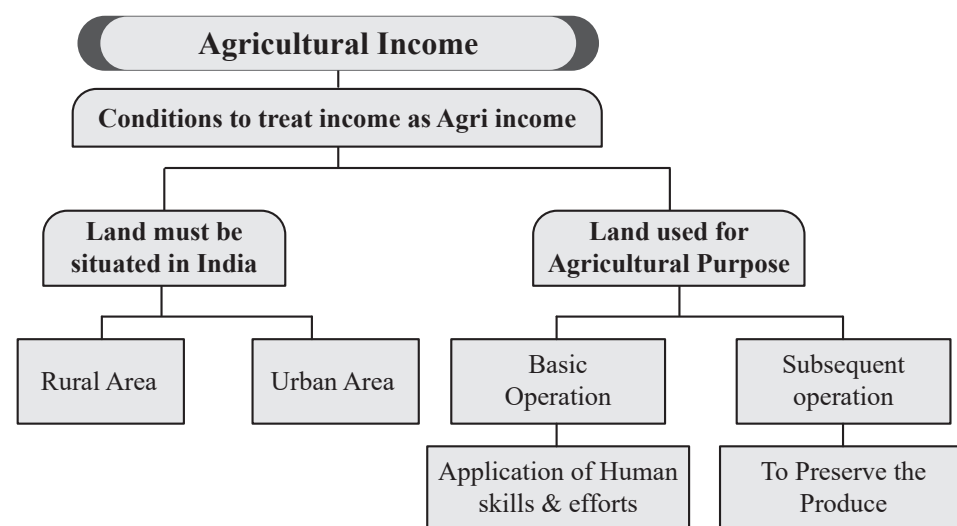 Agricultural Income
Conditions to treat income as Agri income
Land must be
situated in India
Land used for
Agricultural Purpose
Rural Area
Urban Area
Basic
Operation
Subsequent
operation
Application of Human
skills & efforts
To Preserve the
Produce